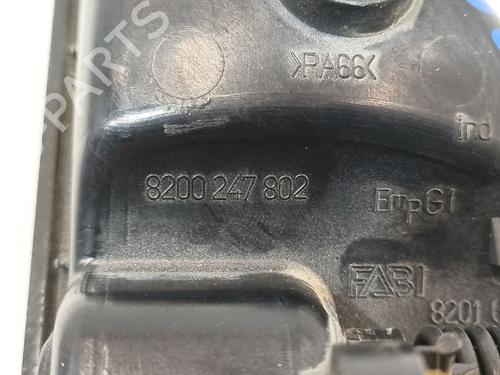 >PA66<
ind
8200 247 802
EmpG1
FABI
8201
PARTS